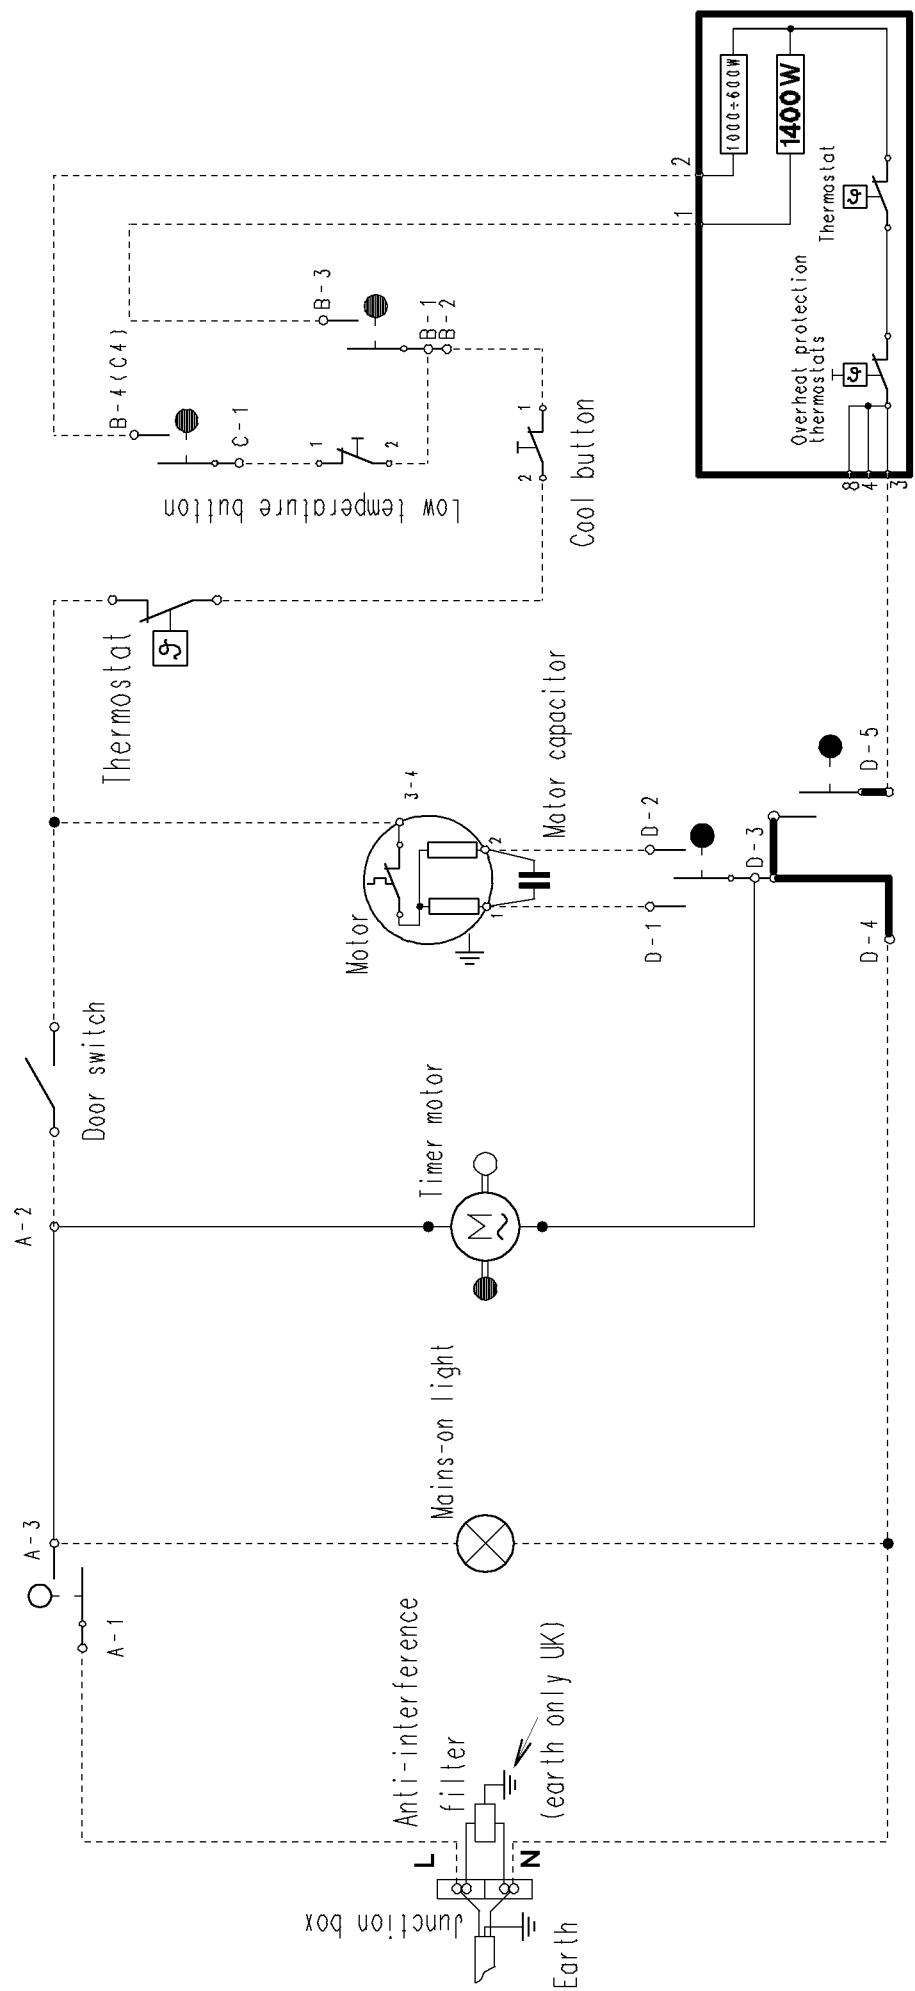 A-1
A-3
A-2
Door switch
Thermostat
ϑ
Low temperature button
1
2
C-1
B-4(C4)
B-3
B-1
B-2
2
1
Cool button
1
2
1000÷600W
1400W
Thermostat
ϑ
Overheat protection
thermostats
ϑ
8
4
3
Motor
3-4
1
2
Motor capacitor
D-1
D-2
D-3
D-4
D-5
Timer motor
M
~
Mains-on light
Anti-interference
filter
(earth only UK)
L
N
Junction box
Earth